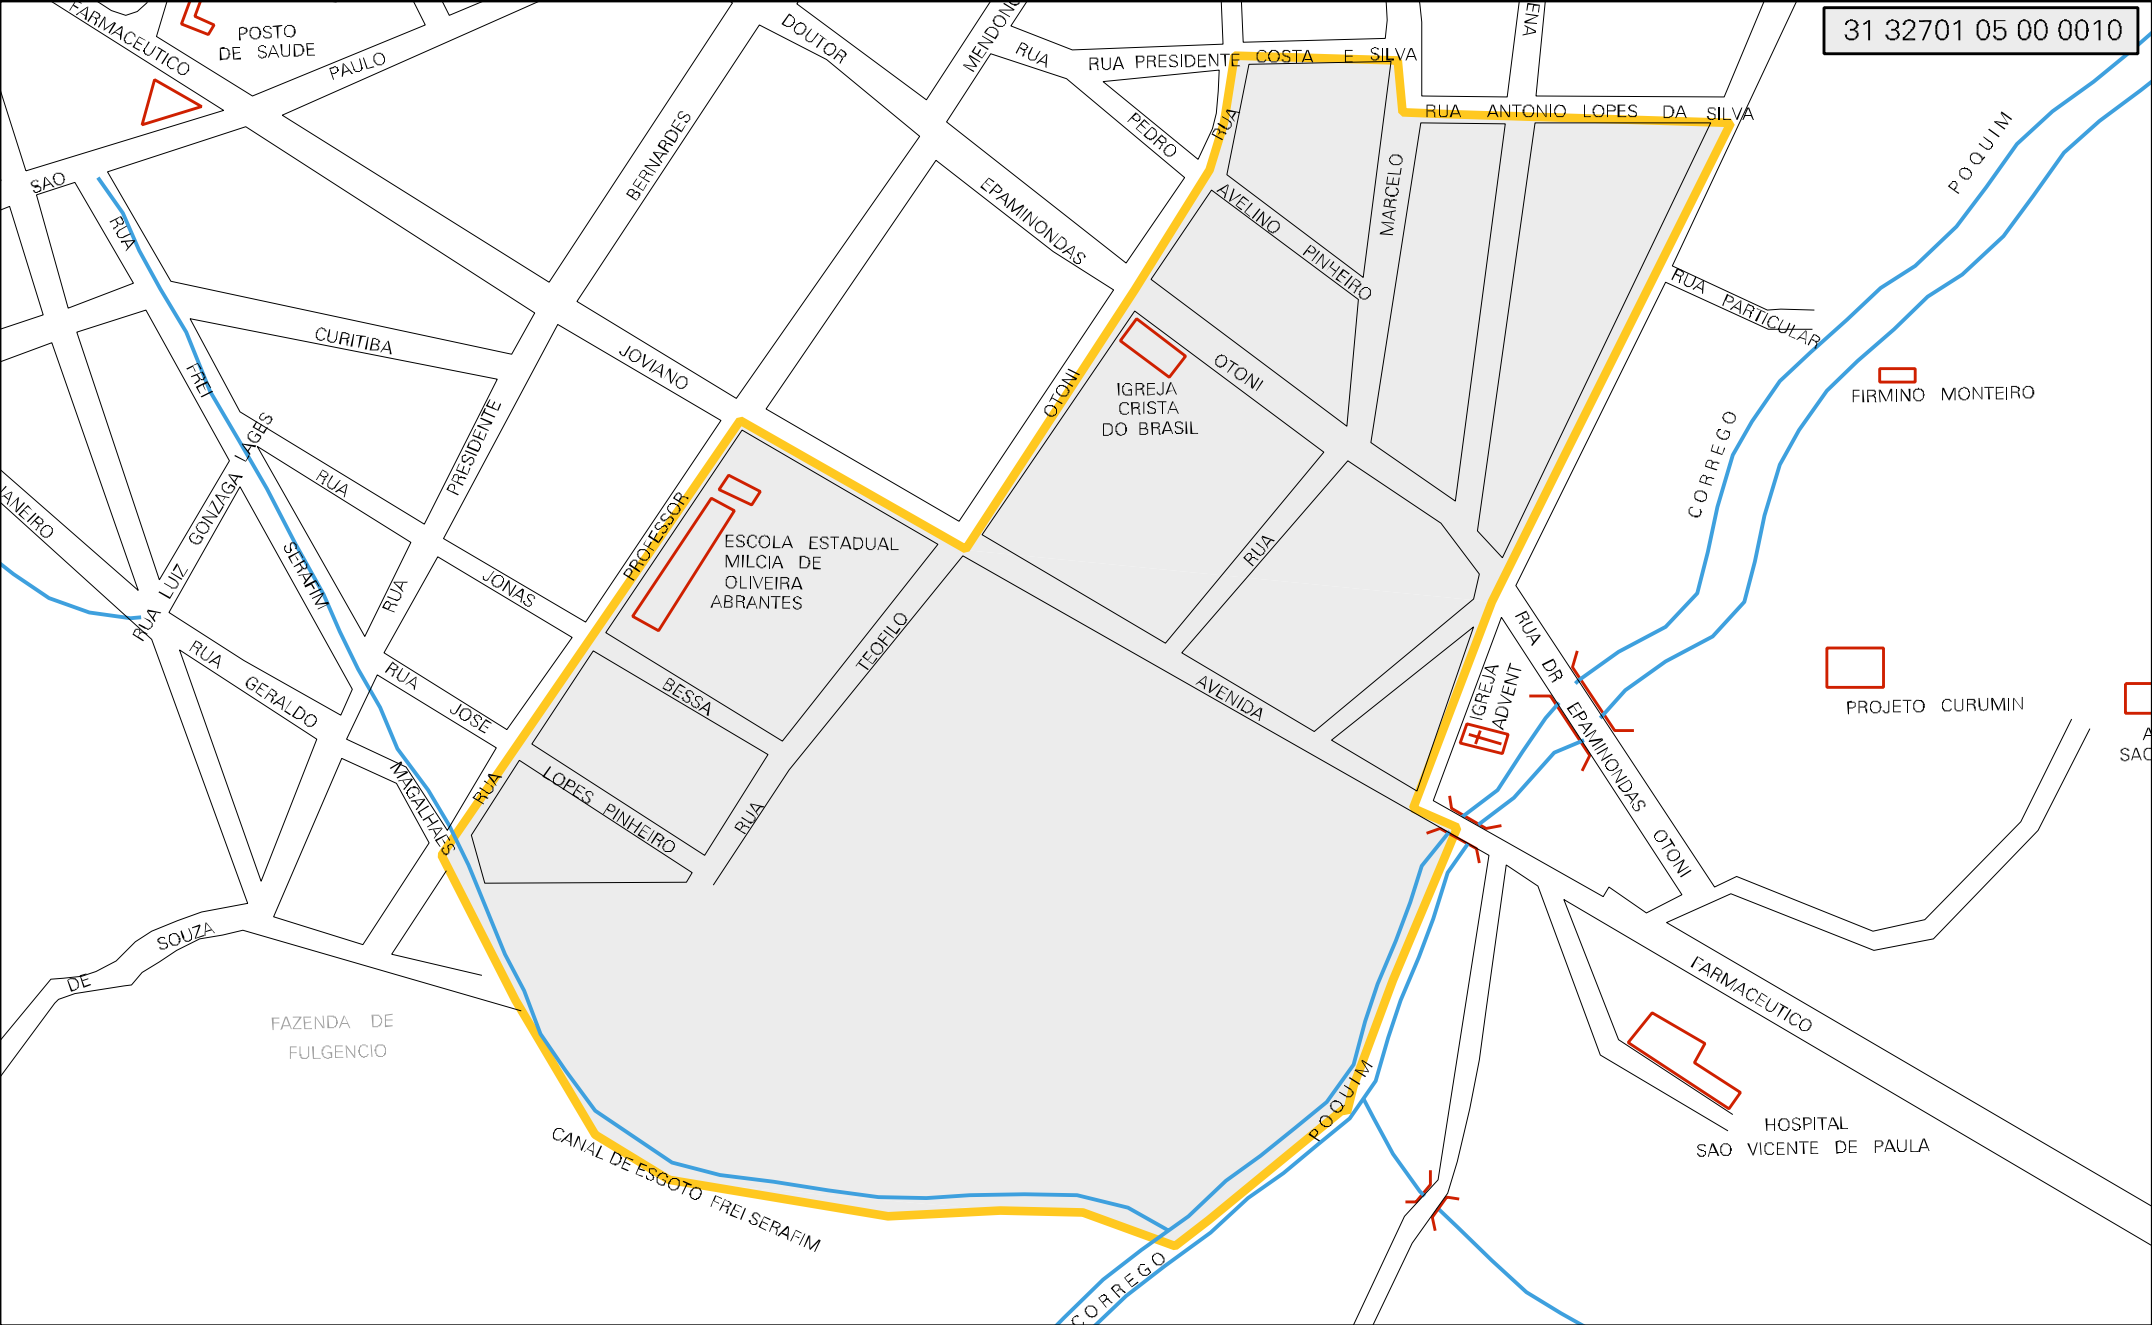 31 32701 05 00 0010
FARMACEUTICO
POSTO
DE SAUDE
PAULO
DOUTOR
MENDONC
RUA
RUA PRESIDENTE COSTA E SILVA
ENA
RUA ANTONIO LOPES DA SILVA
POQUIM
BERNARDES
PEDRO
RUA
SAO
RUA
EPAMINONDAS
AVELINO PINHEIRO
MARCELO
RUA PARTICULAR
CURITIBA
FREI
JOVIANO
OTONI
IGREJA
CRISTA
DO BRASIL
OTONI
FIRMINO MONTEIRO
CORREGO
PRESIDENTE
RUA
RUA LUIZ GONZAGA LAGES
JANEIRO
SERAFIM
PROFESSOR
ESCOLA ESTADUAL
MILCIA DE
OLIVEIRA
ABRANTES
RUA
JONAS
RUA
TEOFILO
RUA DR EPAMINONDAS OTONI
RUA
GERALDO
RUA
JOSE
BESSA
AVENIDA
IGREJA
ADVENT
PROJETO CURUMIN
A
SAC
MAGALHAES
RUA
LOPES PINHEIRO
RUA
SOUZA
DE
FARMACEUTICO
FAZENDA DE
FULGENCIO
POQUIM
HOSPITAL
SAO VICENTE DE PAULA
CANAL DE ESGOTO FREI SERAFIM
CORREGO